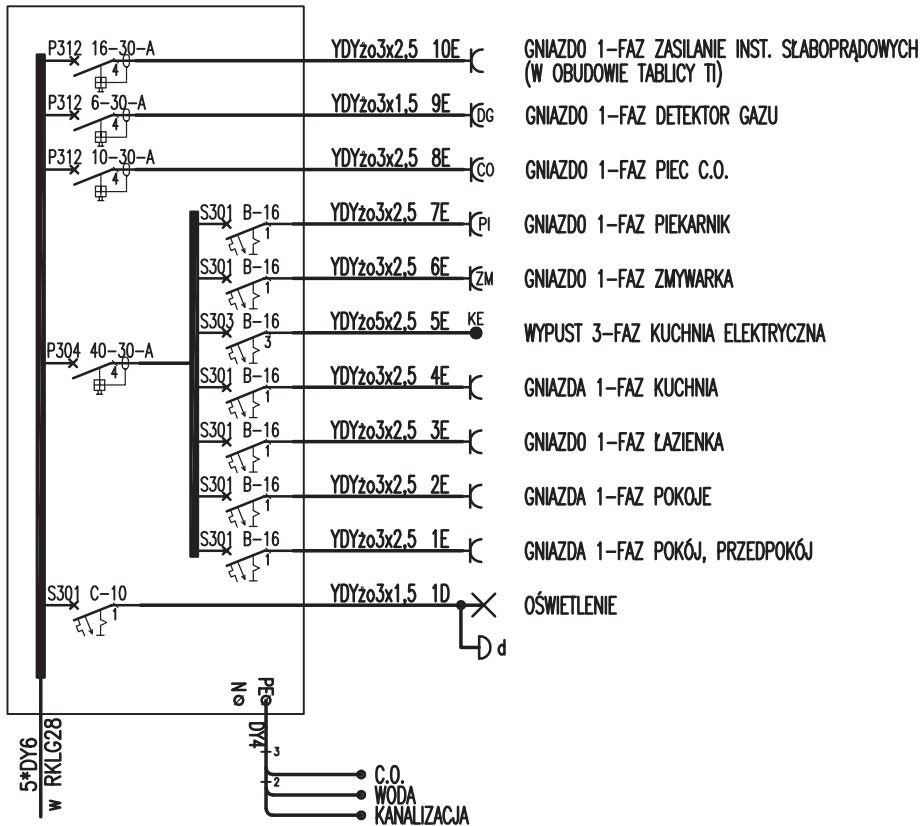 P312 16-30-A YDYżo3x2,5 10E GNIAZDO 1-FAZ ZASILANIE INST. SŁABOPRĄDOWYCH
4 (W OBUDOWIE TABLICY TI)
P312 6-30-A YDYżo3x1,5 9E DG GNIAZDO 1-FAZ DETEKTOR GAZU
4
P312 10-30-A YDYżo3x2,5 8E CO GNIAZDO 1-FAZ PIEC C.O.
4
S301 B-16 YDYżo3x2,5 7E PI GNIAZDO 1-FAZ PIEKARNIK
1
S301 B-16 YDYżo3x2,5 6E ZM GNIAZDO 1-FAZ ZMYWARKA
1
S303 B-16 YDYżo5x2,5 5E KE WYPUST 3-FAZ KUCHNIA ELEKTRYCZNA
3
P304 40-30-A
4
S301 B-16 YDYżo3x2,5 4E GNIAZDA 1-FAZ KUCHNIA
1
S301 B-16 YDYżo3x2,5 3E GNIAZDO 1-FAZ ŁAZIENKA
1
S301 B-16 YDYżo3x2,5 2E GNIAZDA 1-FAZ POKOJE
1
S301 B-16 YDYżo3x2,5 1E GNIAZDA 1-FAZ POKÓJ, PRZEDPOKÓJ
1
S301 C-10 YDYżo3x1,5 1D OŚWIETLENIE
1
d
N
PE
5*DY6
w RKLG28
DY4
3
2
C.O.
WODA
KANALIZACJA